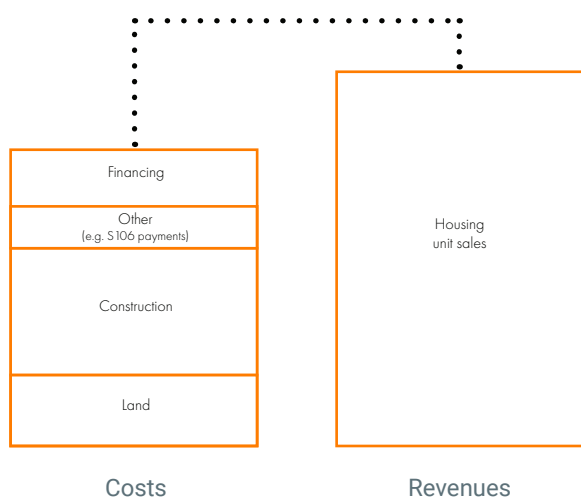 Financing
Other
(e.g. S106 payments)
Construction
Land
Housing
unit sales
Costs
Revenues